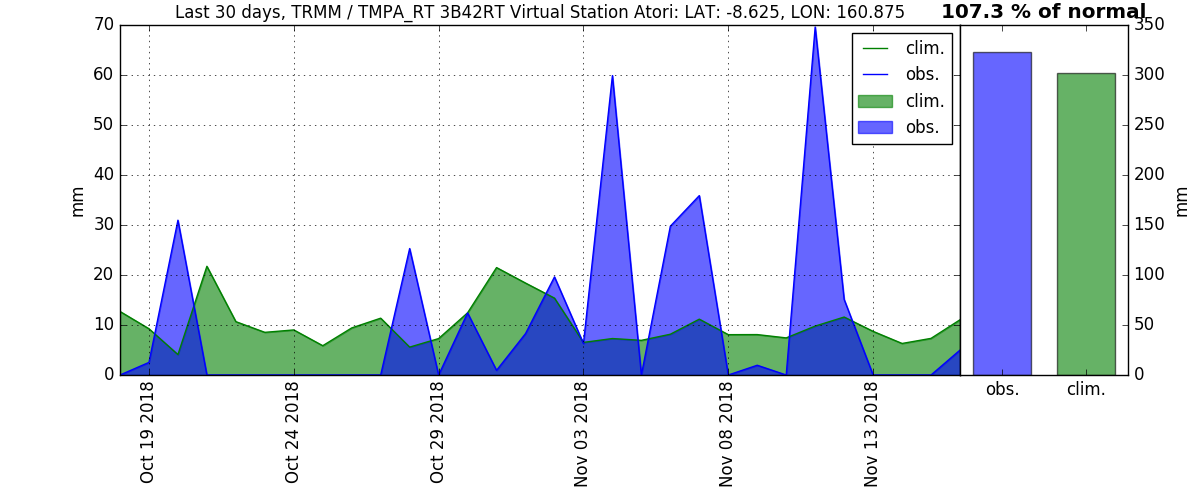 Last 30 days, TRMM / TMPA_RT 3B42RT Virtual Station Atori: LAT: -8.625, LON: 160.875
107.3 % of normal
70
60
50
40
30
20
10
0
mm
Oct 19 2018
Oct 24 2018
Oct 29 2018
Nov 03 2018
Nov 08 2018
Nov 13 2018
clim.
obs.
clim.
obs.
350
300
250
200
150
100
50
0
mm
obs.
clim.